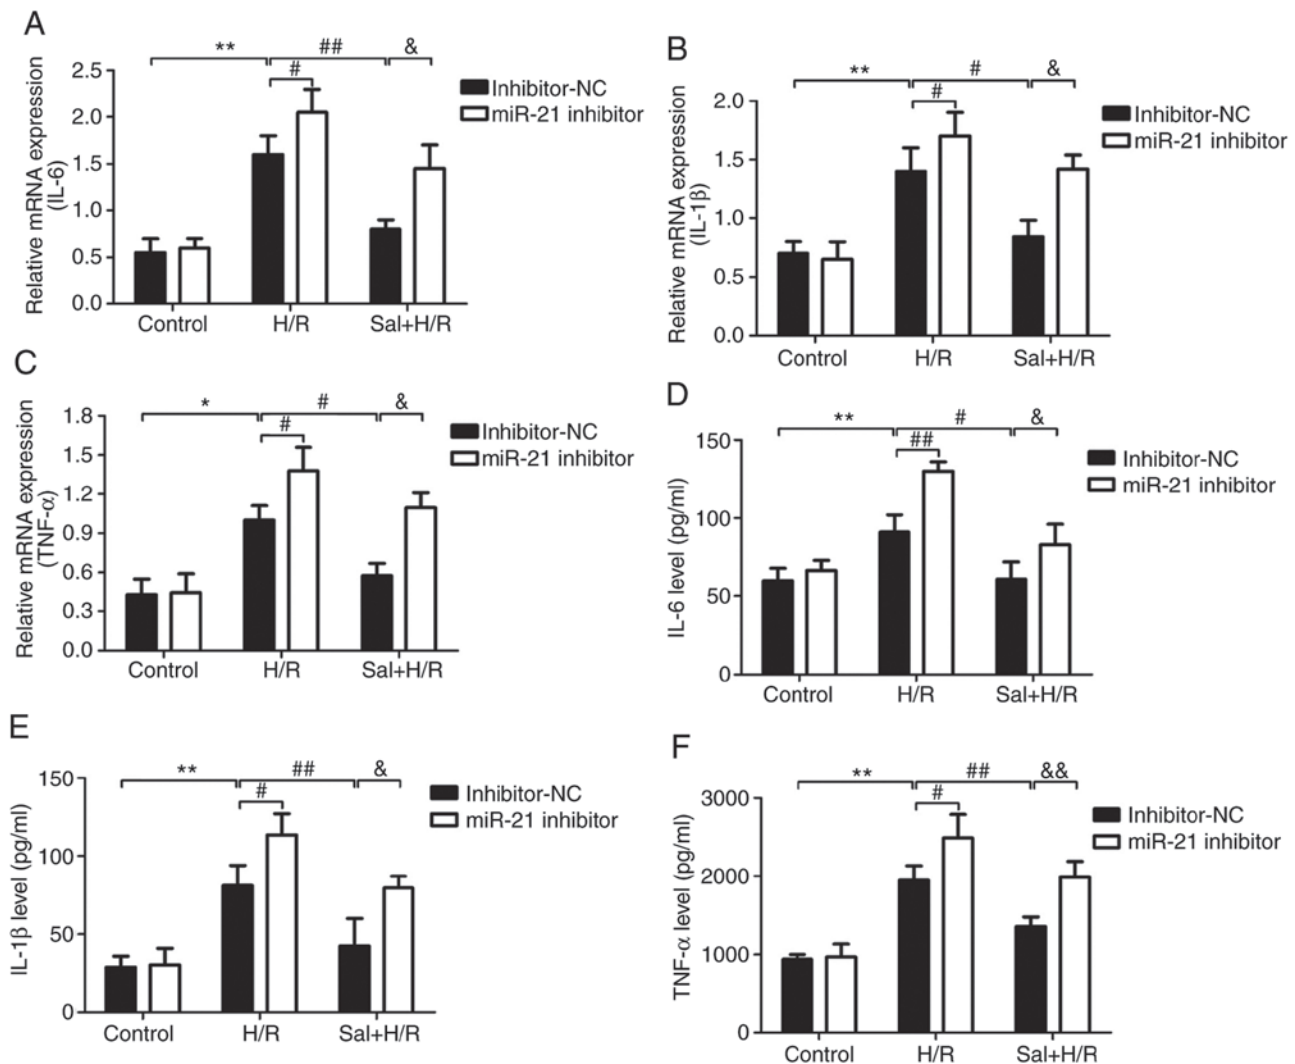 A
** ## &
#
Relative mRNA expression
(IL-6)
2.5
2.0
1.5
1.0
0.5
0.0
Control H/R Sal+H/R
Inhibitor-NC
miR-21 inhibitor
B
** # &
#
Relative mRNA expression
(IL-1β)
2.0
1.5
1.0
0.5
0.0
Control H/R Sal+H/R
Inhibitor-NC
miR-21 inhibitor
C
* # &
#
Relative mRNA expression
(TNF-α)
1.8
1.5
1.2
0.9
0.6
0.3
0.0
Control H/R Sal+H/R
Inhibitor-NC
miR-21 inhibitor
D
** # &
##
IL-6 level (pg/ml)
150
100
50
0
Control H/R Sal+H/R
Inhibitor-NC
miR-21 inhibitor
E
** ## &
#
IL-1β level (pg/ml)
150
100
50
0
Control H/R Sal+H/R
Inhibitor-NC
miR-21 inhibitor
F
** ## &&
#
TNF-α level (pg/ml)
3000
2000
1000
0
Control H/R Sal+H/R
Inhibitor-NC
miR-21 inhibitor